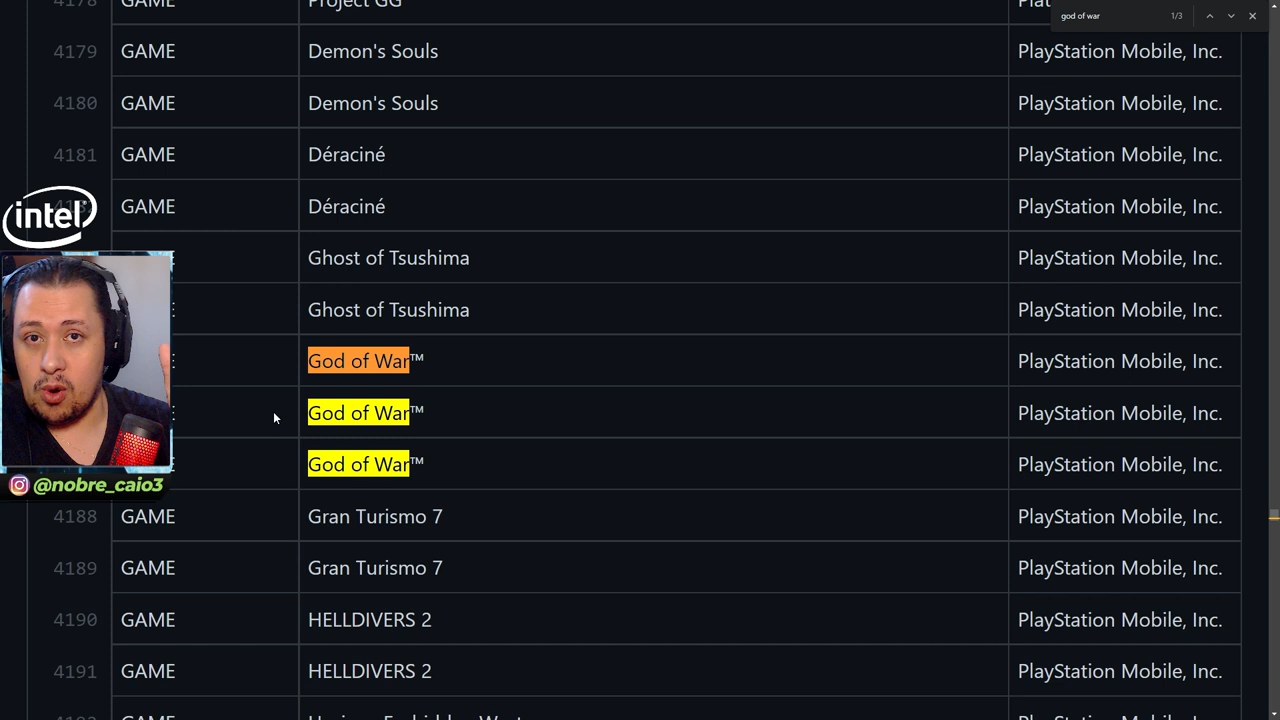 4178 GAME Project GG
god of war 1/3
4179 GAME Demon's Souls PlayStation Mobile, Inc.
4180 GAME Demon's Souls PlayStation Mobile, Inc.
4181 GAME Déraciné PlayStation Mobile, Inc.
GAME Déraciné PlayStation Mobile, Inc.
intel
Ghost of Tsushima PlayStation Mobile, Inc.
Ghost of Tsushima PlayStation Mobile, Inc.
God of War™ PlayStation Mobile, Inc.
God of War™ PlayStation Mobile, Inc.
God of War™ PlayStation Mobile, Inc.
@nobre_caio3
4188 GAME Gran Turismo 7 PlayStation Mobile, Inc.
4189 GAME Gran Turismo 7 PlayStation Mobile, Inc.
4190 GAME HELLDIVERS 2 PlayStation Mobile, Inc.
4191 GAME HELLDIVERS 2 PlayStation Mobile, Inc.